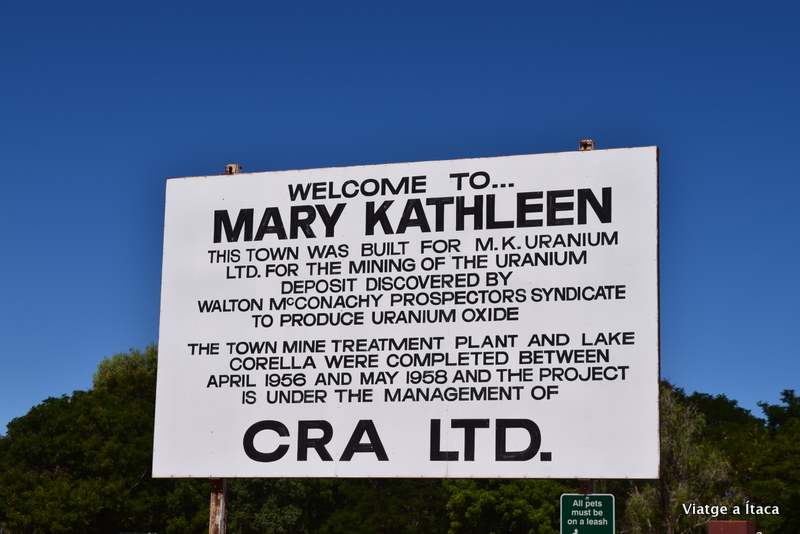 WELCOME TO...
MARY KATHLEEN
THIS TOWN WAS BUILT FOR M.K. URANIUM
LTD. FOR THE MINING OF THE URANIUM
DEPOSIT DISCOVERED BY
WALTON McCONACHY PROSPECTORS SYNDICATE
TO PRODUCE URANIUM OXIDE
THE TOWN MINE TREATMENT PLANT AND LAKE
CORELLA WERE COMPLETED BETWEEN
APRIL 1956 AND MAY 1958 AND THE PROJECT
IS UNDER THE MANAGEMENT OF
CRA LTD.
All pets
must be
on a leash
Viatge a Ítaca